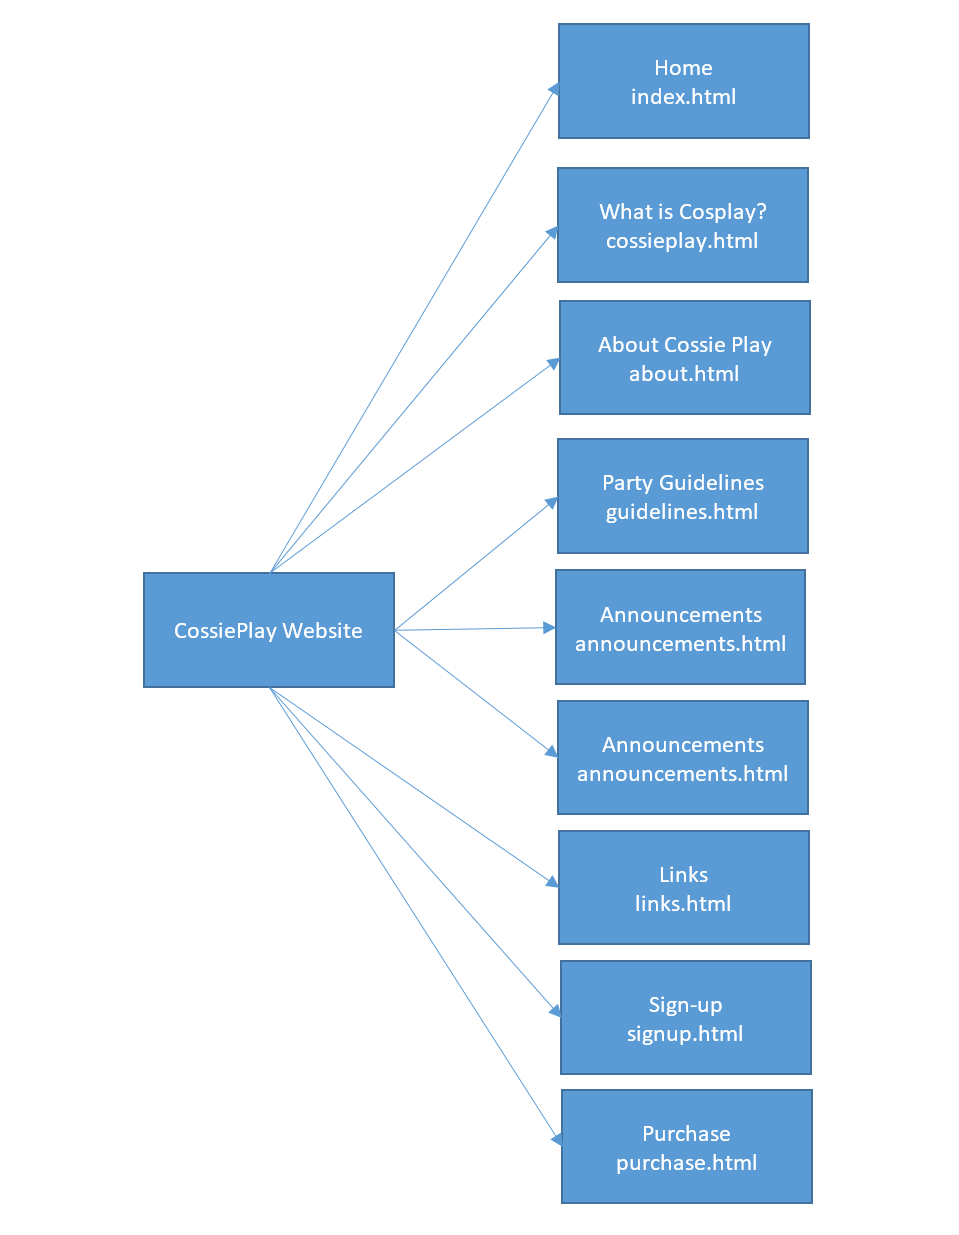 Home
index.html
What is Cosplay?
cossieplay.html
About Cossie Play
about.html
Party Guidelines
guidelines.html
CossiePlay Website
Announcements
announcements.html
Announcements
announcements.html
Links
links.html
Sign-up
signup.html
Purchase
purchase.html